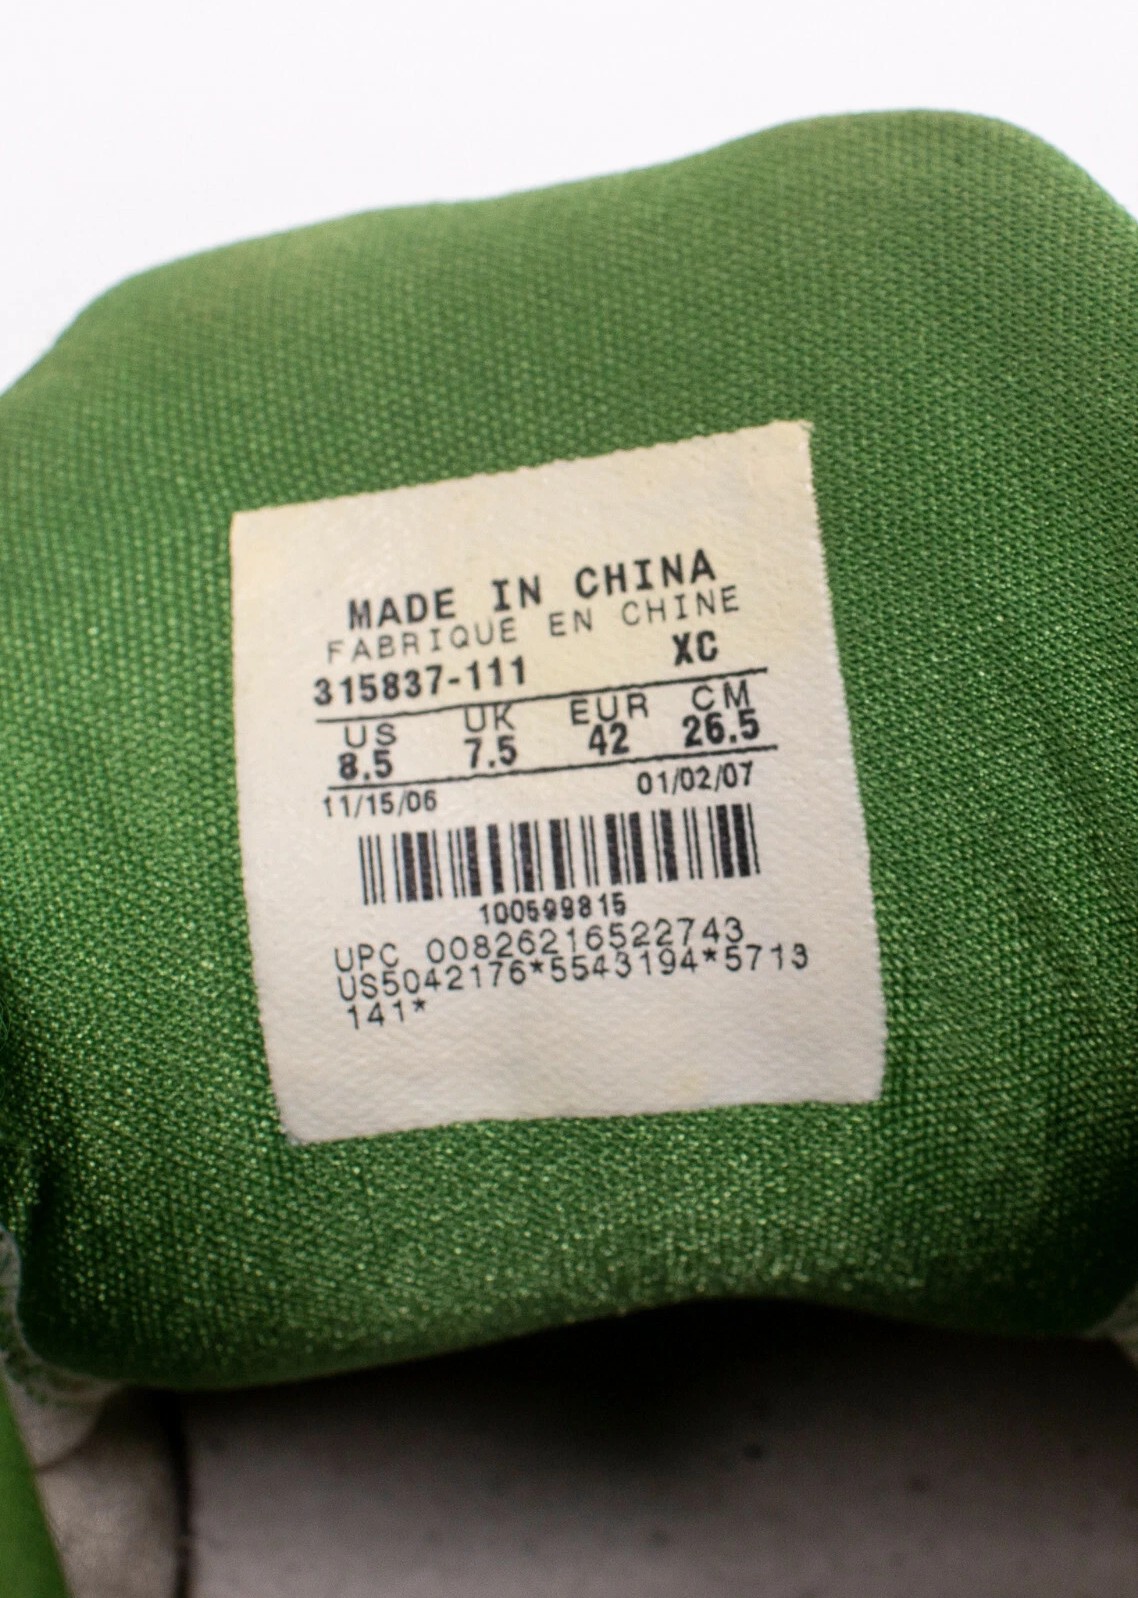 MADE IN CHINA
FABRIQUE EN CHINE
315837-111 XC
US UK EUR CM
8.5 7.5 42 26.5
11/15/06 01/02/07
100599815
UPC 00826216522743
US5042176*5543194*5713
141*